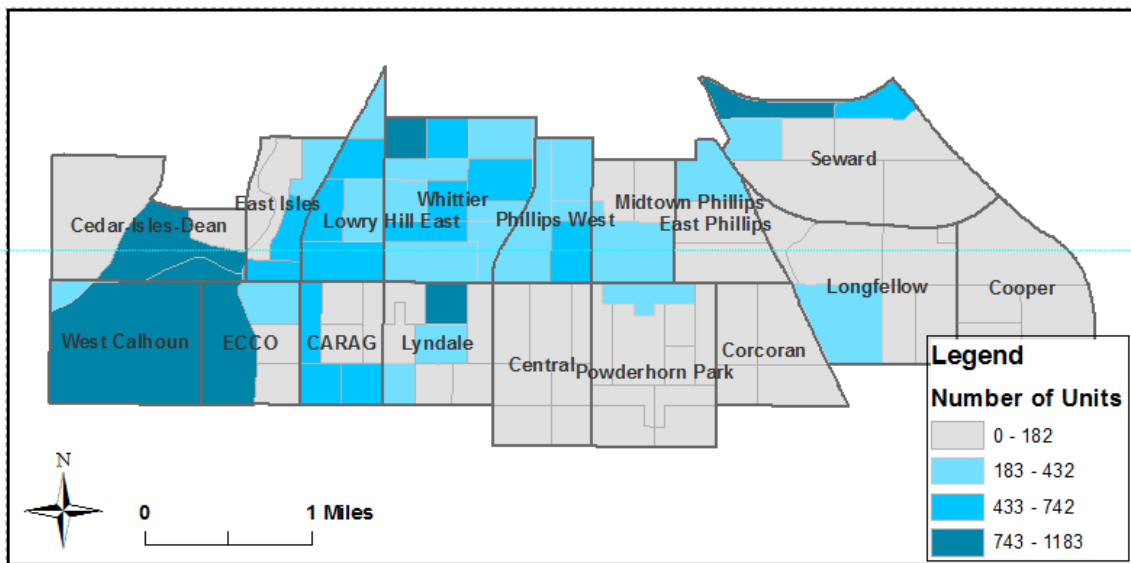 Seward
East Isles
Whittier
Midtown Phillips
Cedar-Isles-Dean
Lowry Hill East
Phillips West
East Phillips
Longfellow
Cooper
West Calhoun
ECCO
CARAG
Lyndale
Corcoran
Central
Powderhorn Park
Legend
Number of Units
0 - 182
183 - 432
433 - 742
743 - 1183
N
0
1 Miles